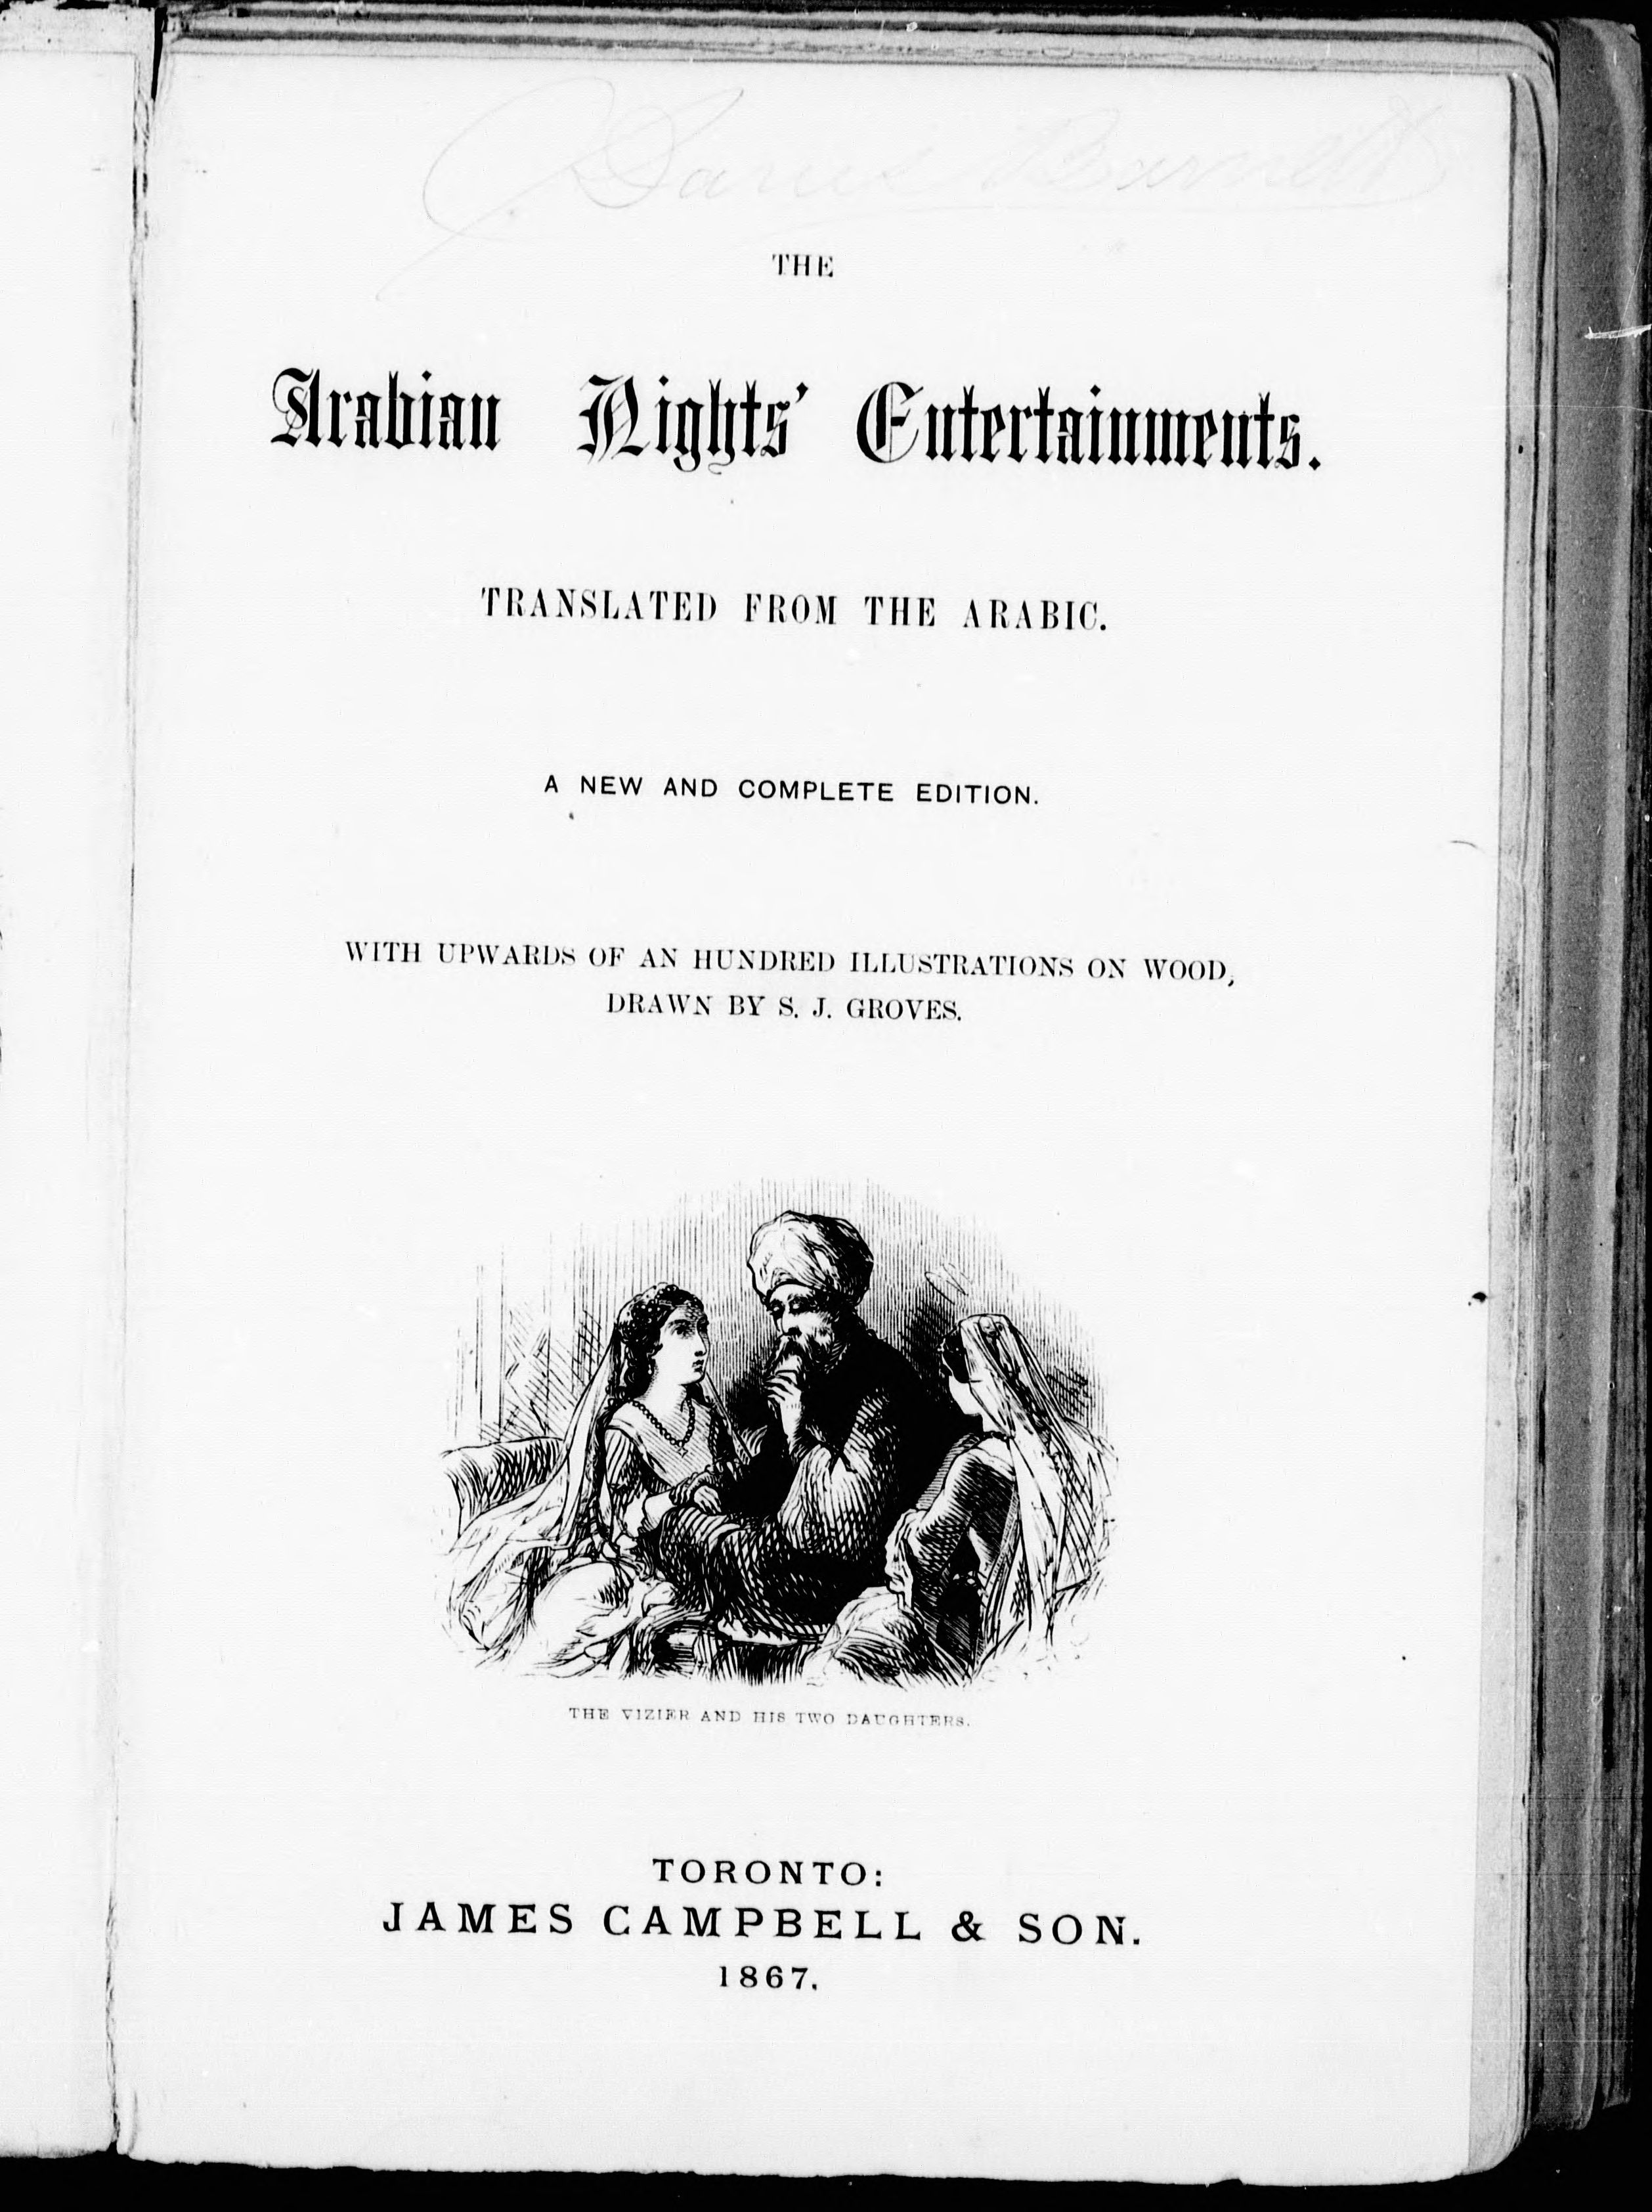 Barnett
THE
Arabian Nights' Entertainments.
TRANSLATED FROM THE ARABIC.
A NEW AND COMPLETE EDITION.
WITH UPWARDS OF AN HUNDRED ILLUSTRATIONS ON WOOD,
DRAWN BY S. J. GROVES.
THE VIZIER AND HIS TWO DAUGHTERS.
TORONTO:
JAMES CAMPBELL & SON.
1867.